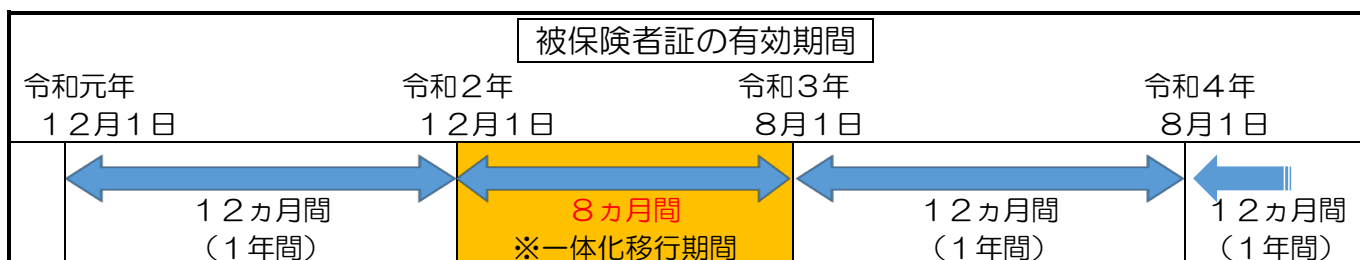 被保険者証の有効期間
令和元年 令和２年 令和３年 令和４年
１２月１日 １２月１日 ８月１日 ８月１日
１２ヵ月間 ８ヵ月間 １２ヵ月間 １２ヵ月間
（１年間） ※一体化移行期間 （１年間） （１年間）